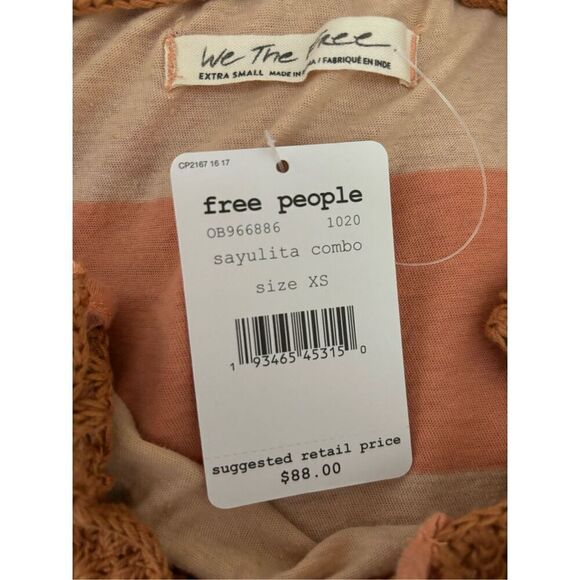 We The Free.
EXTRA SMALL MADE IN / FABRIQUÉ EN INDE
CP2167 16 17
free people
OB966886 1020
sayulita combo
size XS
1 93465 45315 0
suggested retail price
$88.00